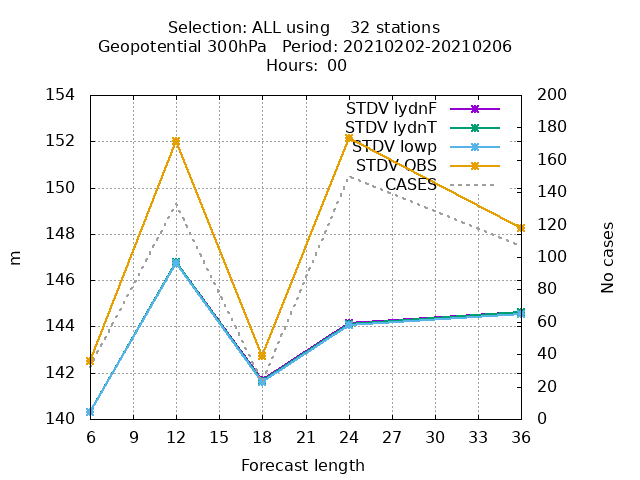 Selection: ALL using    32 stations
Geopotential 300hPa   Period: 20210202-20210206
Hours: 00
154
152
150
148
146
144
142
140
m
200
180
160
140
120
100
80
60
40
20
0
No cases
STDV lydnF
STDV lydnT
STDV lowp
STDV OBS
CASES
6 9 12 15 18 21 24 27 30 33 36
Forecast length